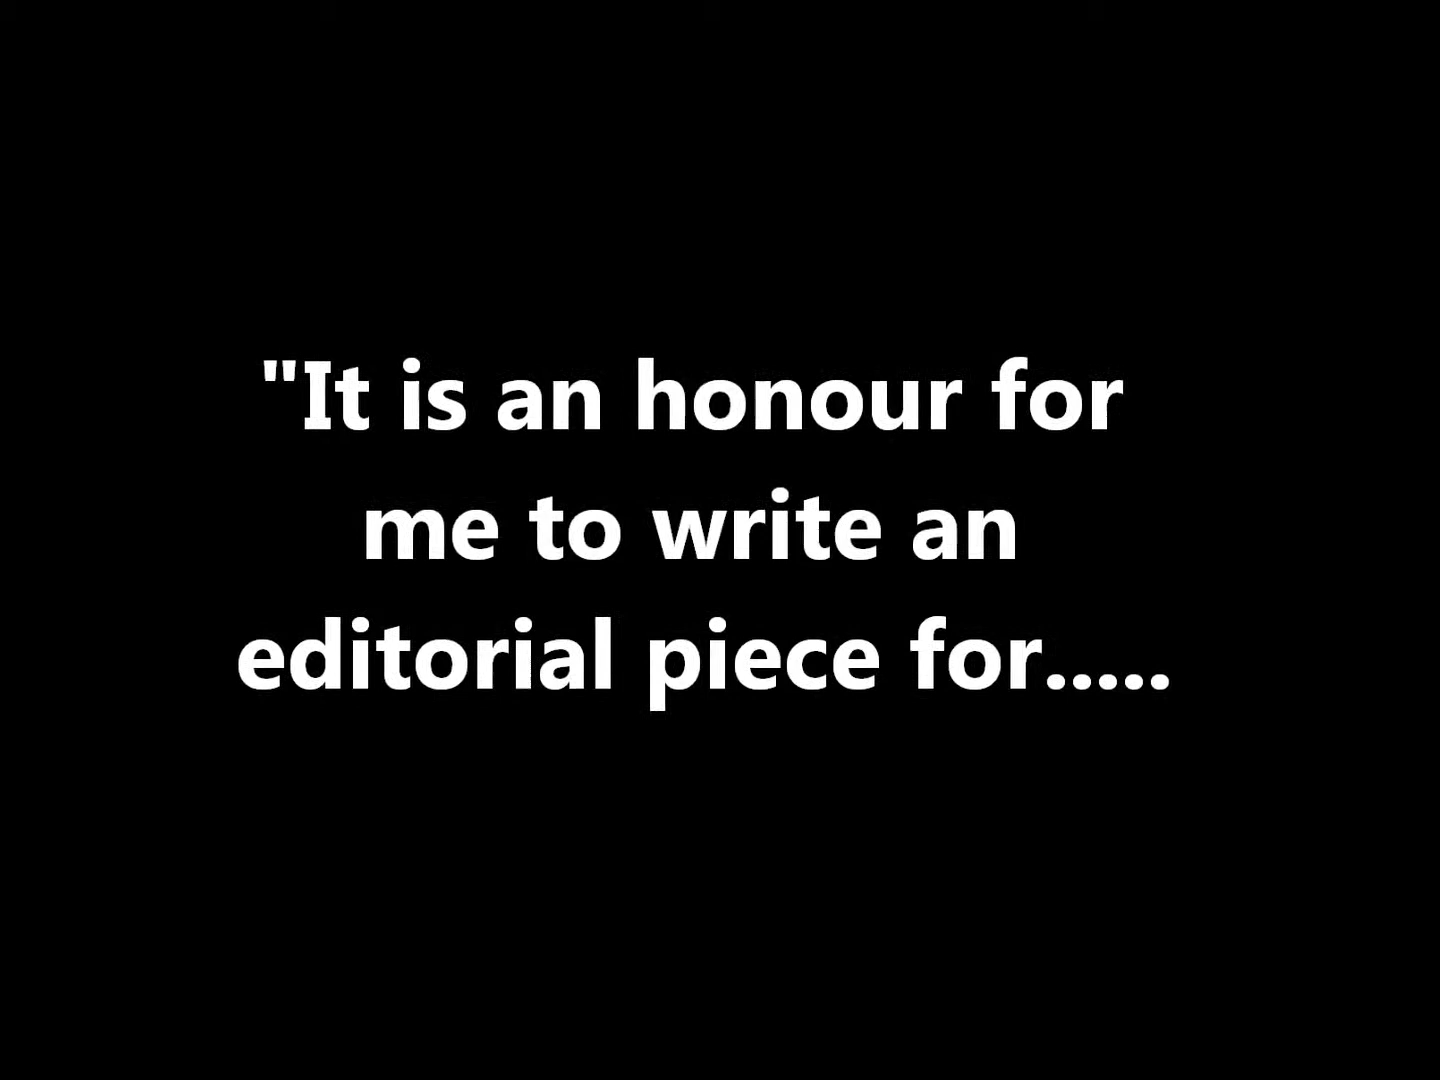 "It is an honour for
me to write an
editorial piece for.....